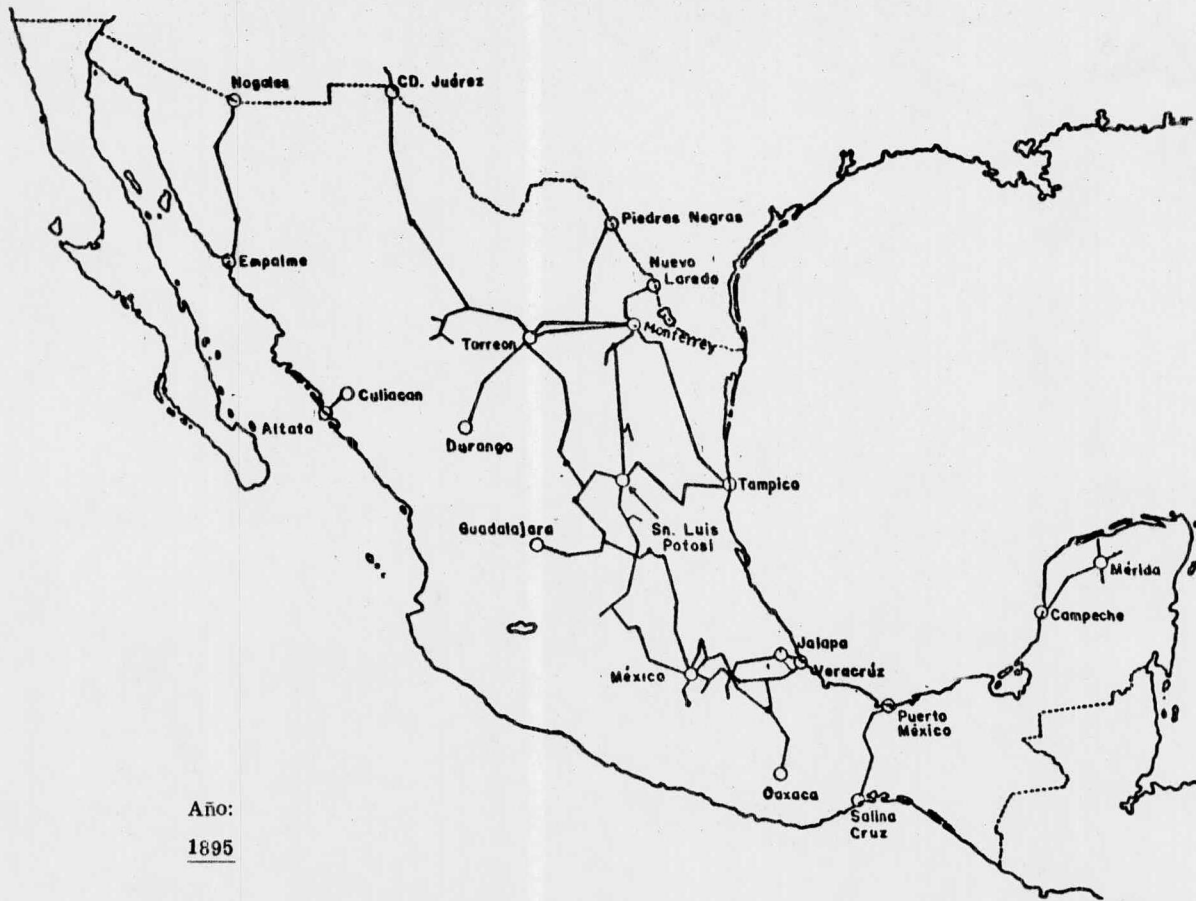 Nogales
CD. Juárez
Piedras Negras
Empalme
Nuevo
Laredo
Torreon
Monterrey
Culiacan
Altata
Durango
Tampico
Guadalajara
Sn. Luis
Potosi
Mérida
Campeche
Jalapa
México
Veracrúz
Puerto
México
Oaxaca
Salina
Cruz
Año:
1895